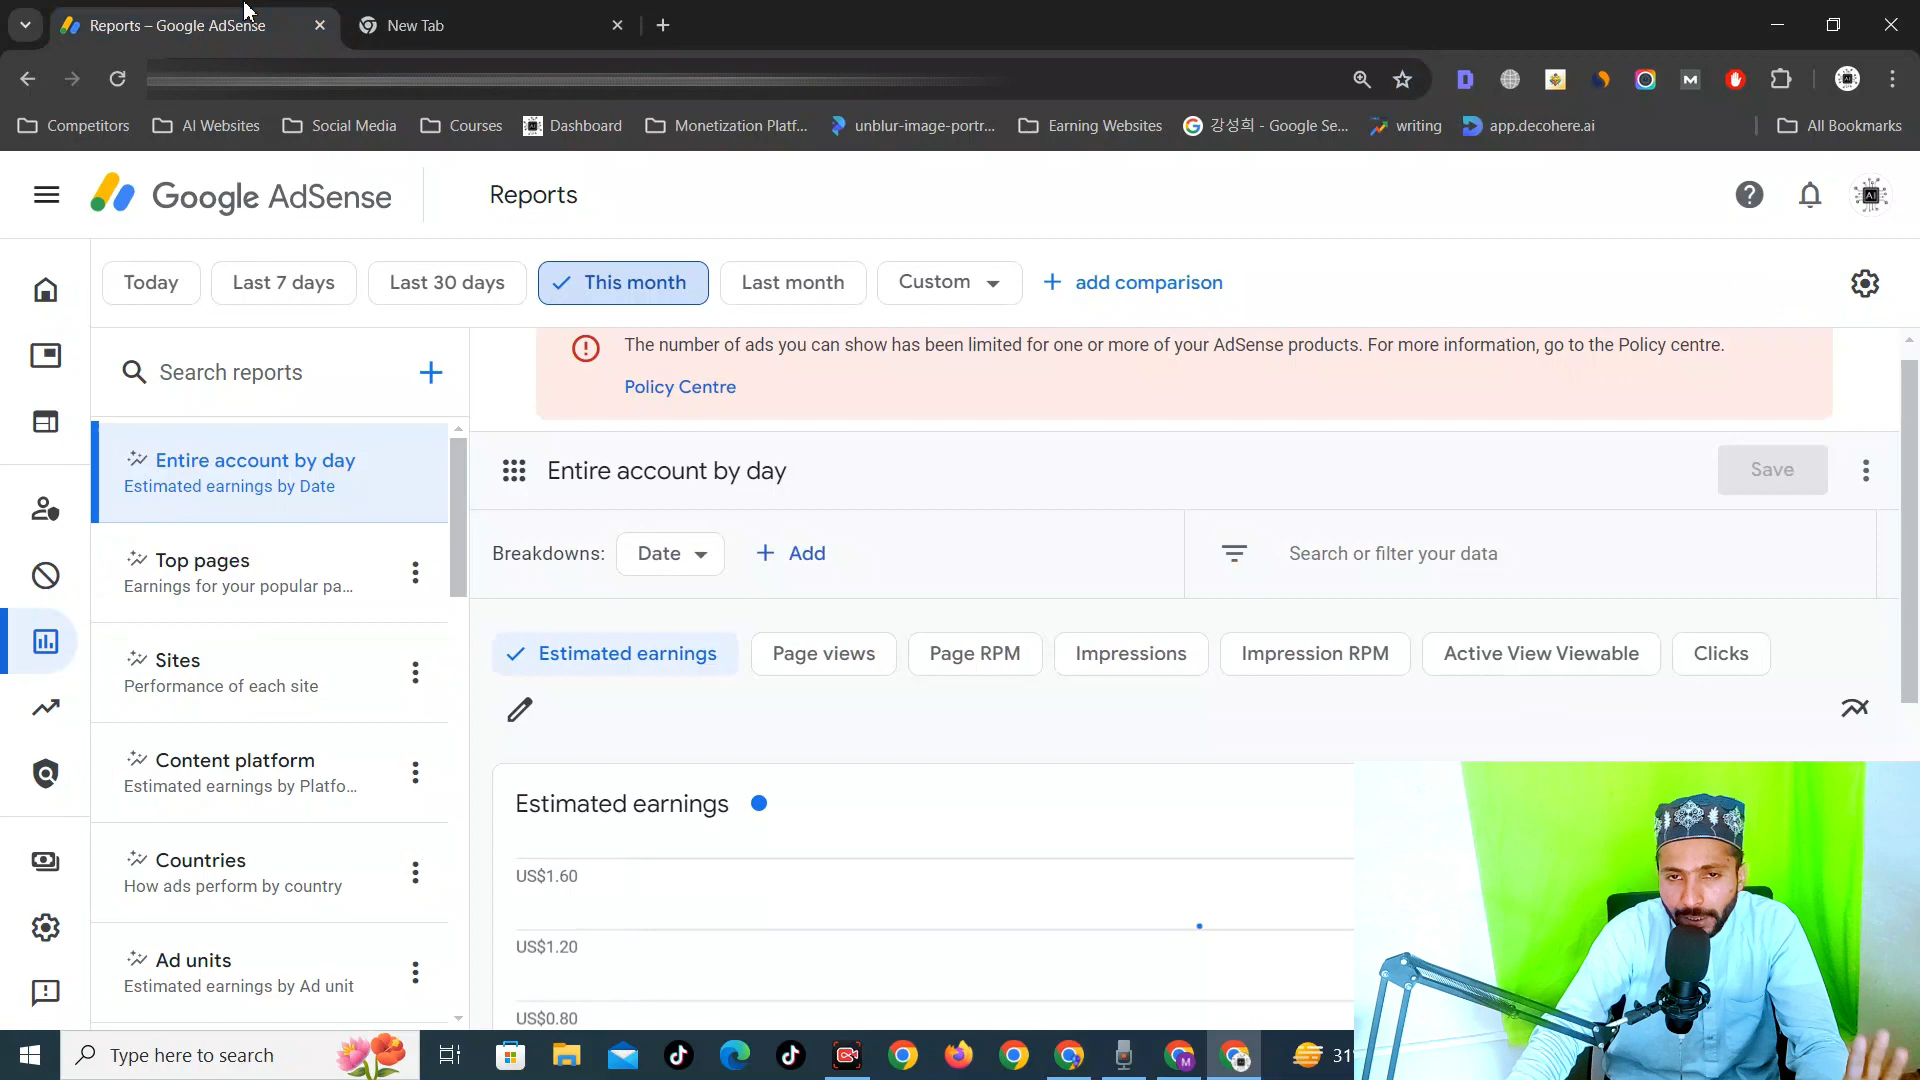 Reports – Google AdSense
New Tab
Competitors
AI Websites
Social Media
Courses
Dashboard
Monetization Platf...
unblur-image-portr...
Earning Websites
강성희 - Google Se...
writing
app.decohere.ai
All Bookmarks
Google AdSense
Reports
Today
Last 7 days
Last 30 days
This month
Last month
Custom
add comparison
Search reports
The number of ads you can show has been limited for one or more of your AdSense products. For more information, go to the Policy centre.
Policy Centre
Entire account by day
Estimated earnings by Date
Top pages
Earnings for your popular pa...
Sites
Performance of each site
Content platform
Estimated earnings by Platfo...
Countries
How ads perform by country
Ad units
Estimated earnings by Ad unit
Entire account by day
Save
Breakdowns:
Date
Add
Search or filter your data
Estimated earnings
Page views
Page RPM
Impressions
Impression RPM
Active View Viewable
Clicks
Estimated earnings
US$1.60
US$1.20
US$0.80
Type here to search
31°